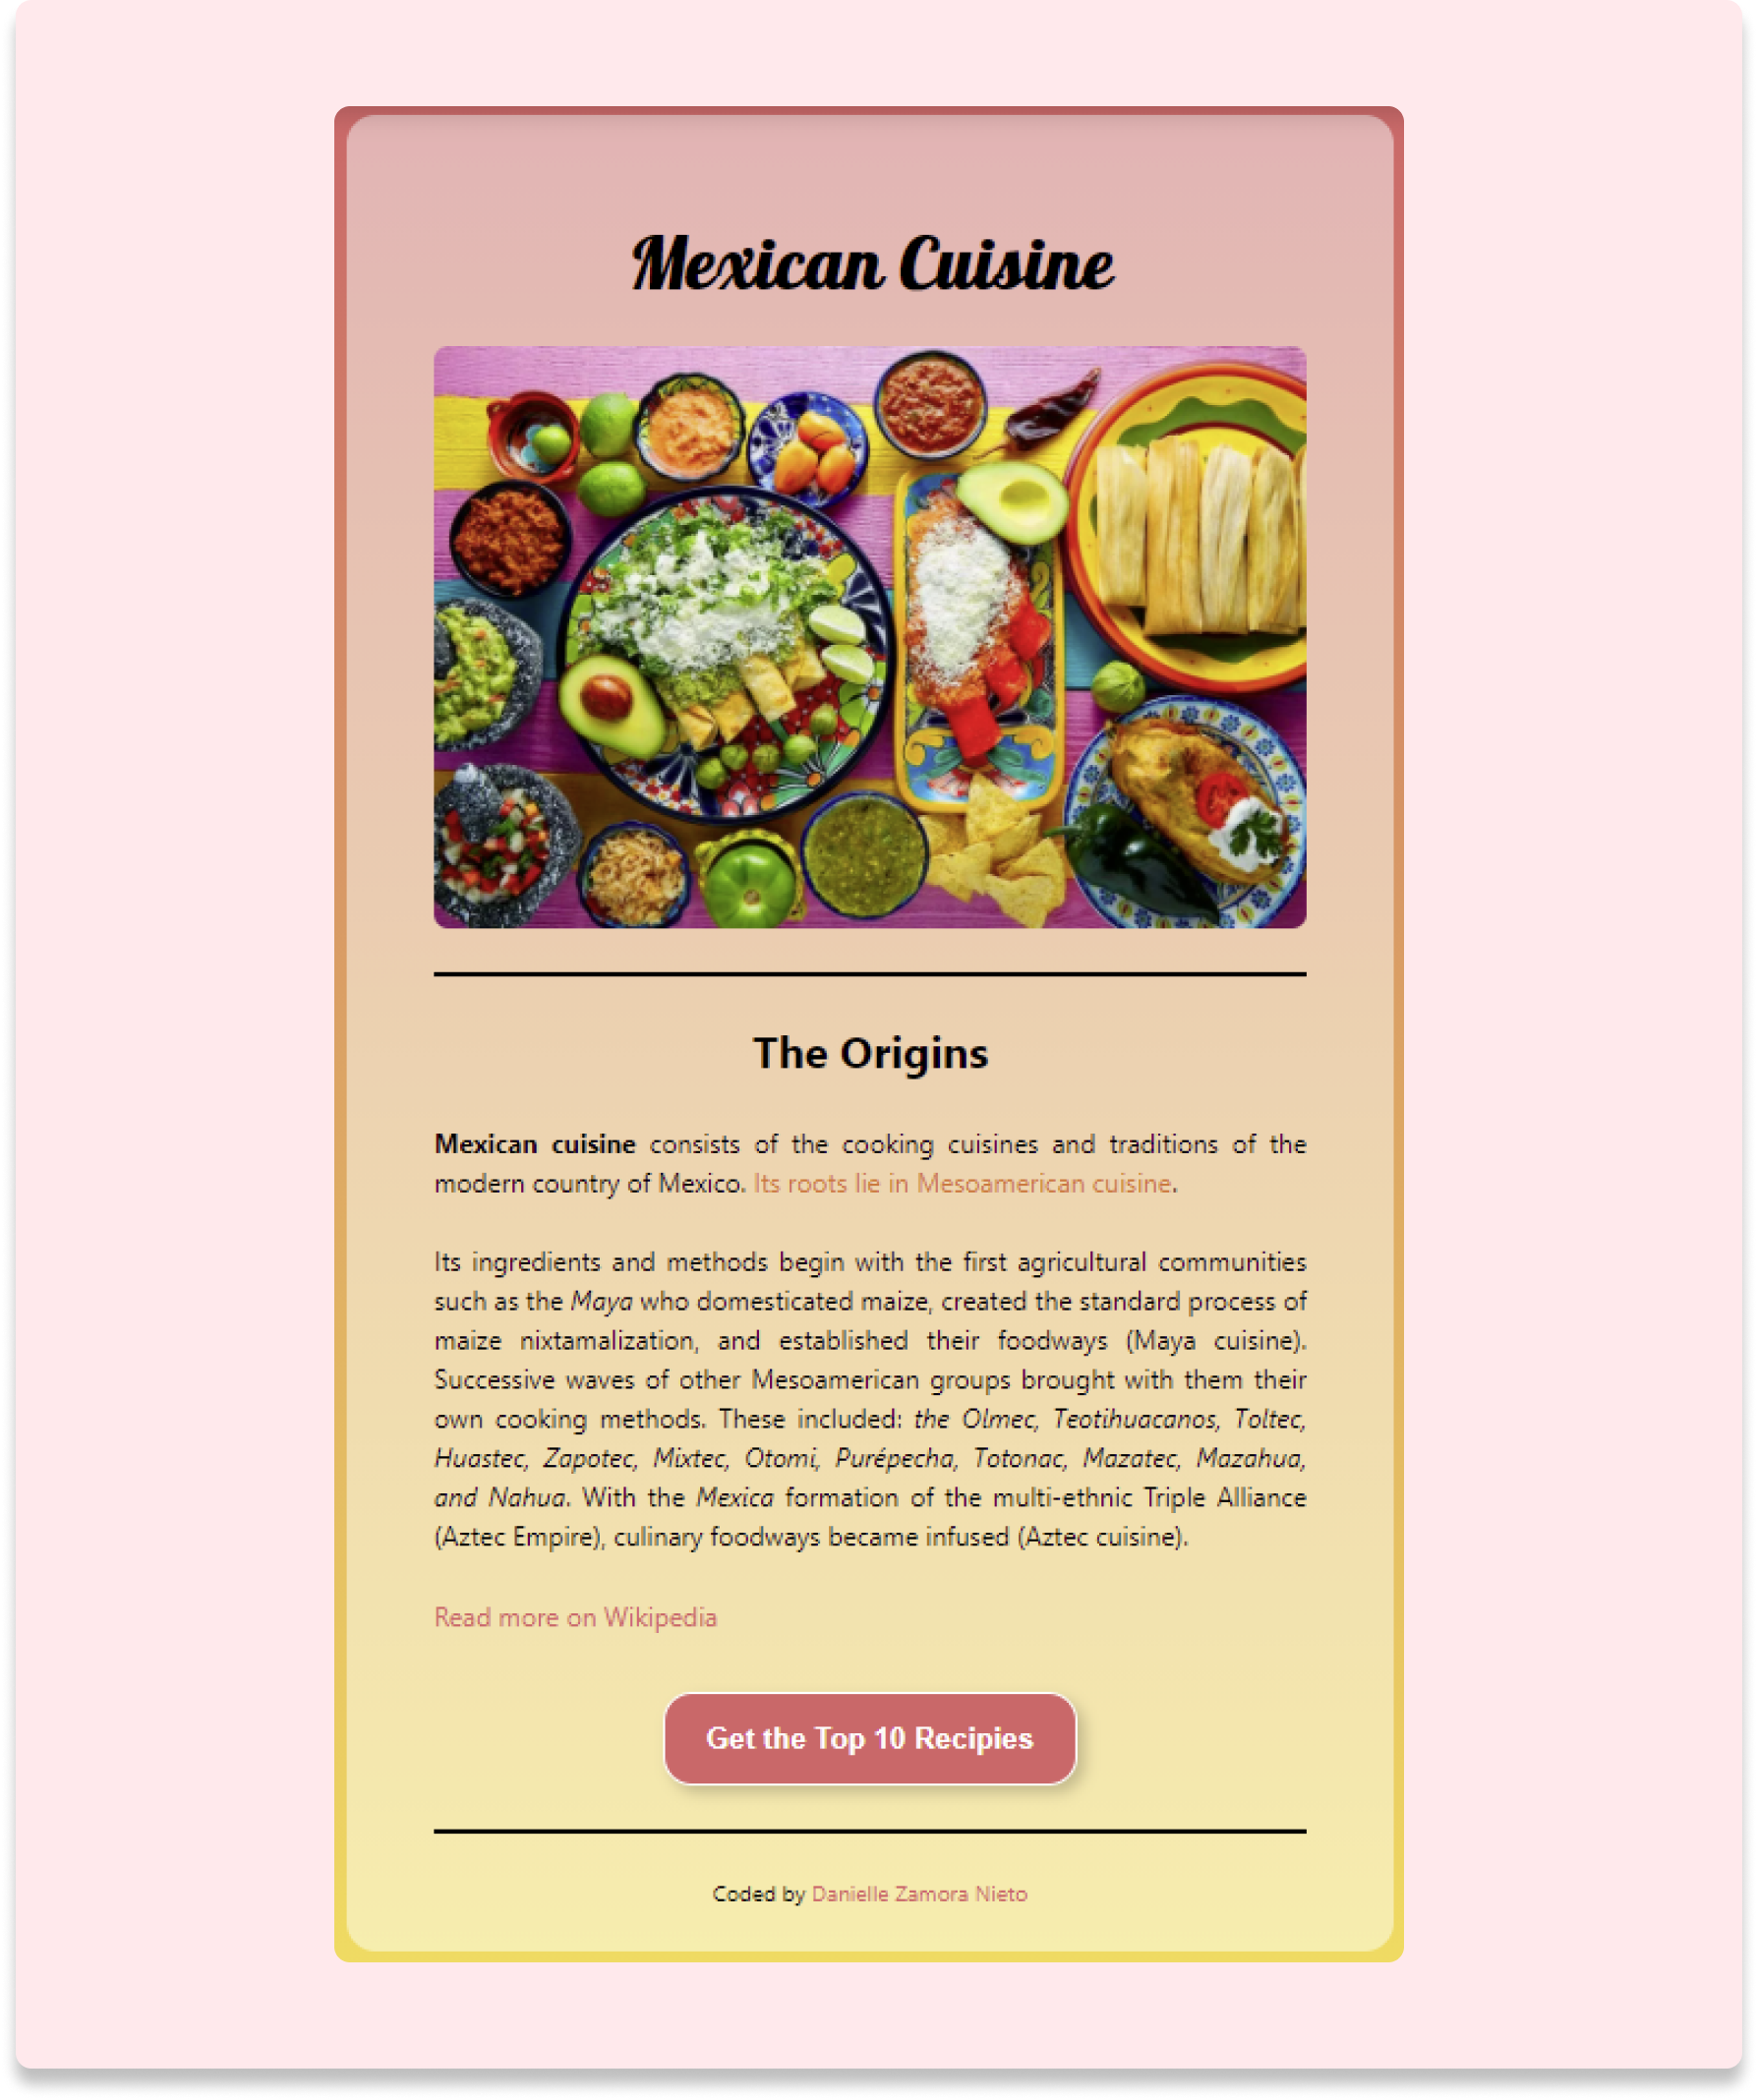 Mexican Cuisine
The Origins
Mexican cuisine consists of the cooking cuisines and traditions of the
modern country of Mexico. Its roots lie in Mesoamerican cuisine.
Its ingredients and methods begin with the first agricultural communities
such as the Maya who domesticated maize, created the standard process of
maize nixtamalization, and established their foodways (Maya cuisine).
Successive waves of other Mesoamerican groups brought with them their
own cooking methods. These included: the Olmec, Teotihuacanos, Toltec,
Huastec, Zapotec, Mixtec, Otomi, Purépecha, Totonac, Mazatec, Mazahua,
and Nahua. With the Mexica formation of the multi-ethnic Triple Alliance
(Aztec Empire), culinary foodways became infused (Aztec cuisine).
Read more on Wikipedia
Get the Top 10 Recipies
Coded by Danielle Zamora Nieto